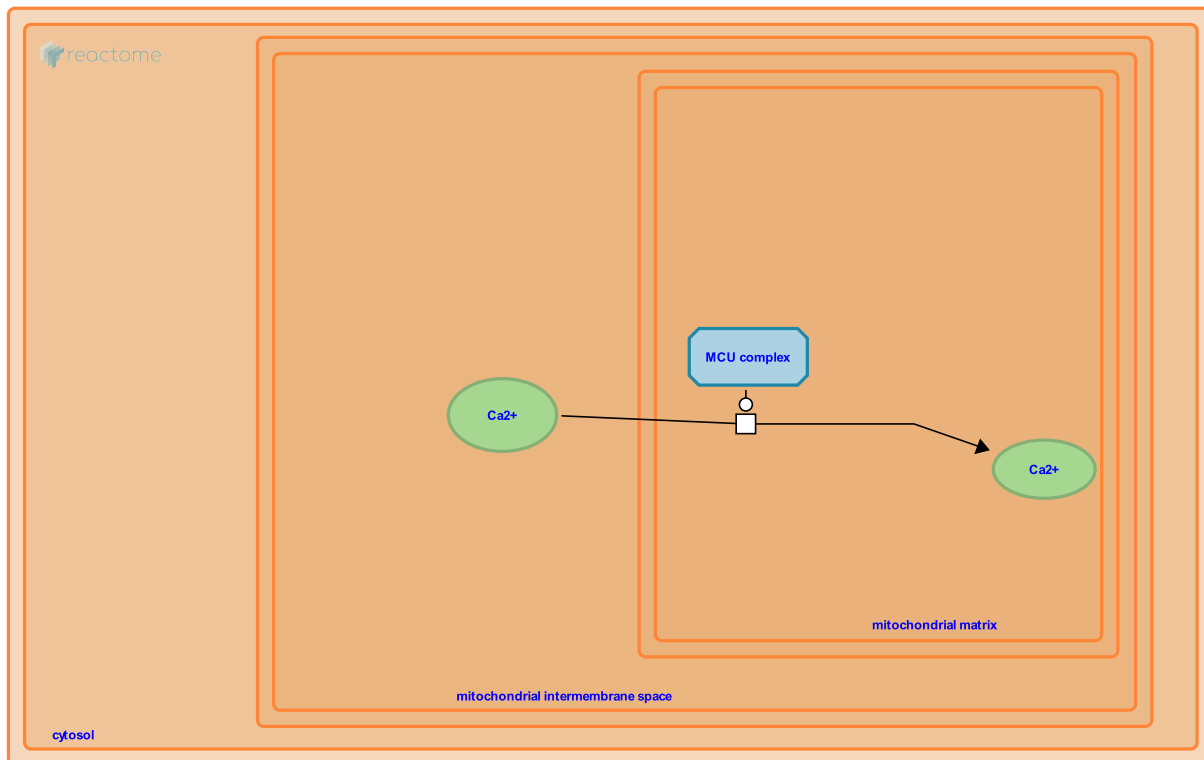 reactome
MCU complex
Ca2+
Ca2+
mitochondrial matrix
mitochondrial intermembrane space
cytosol